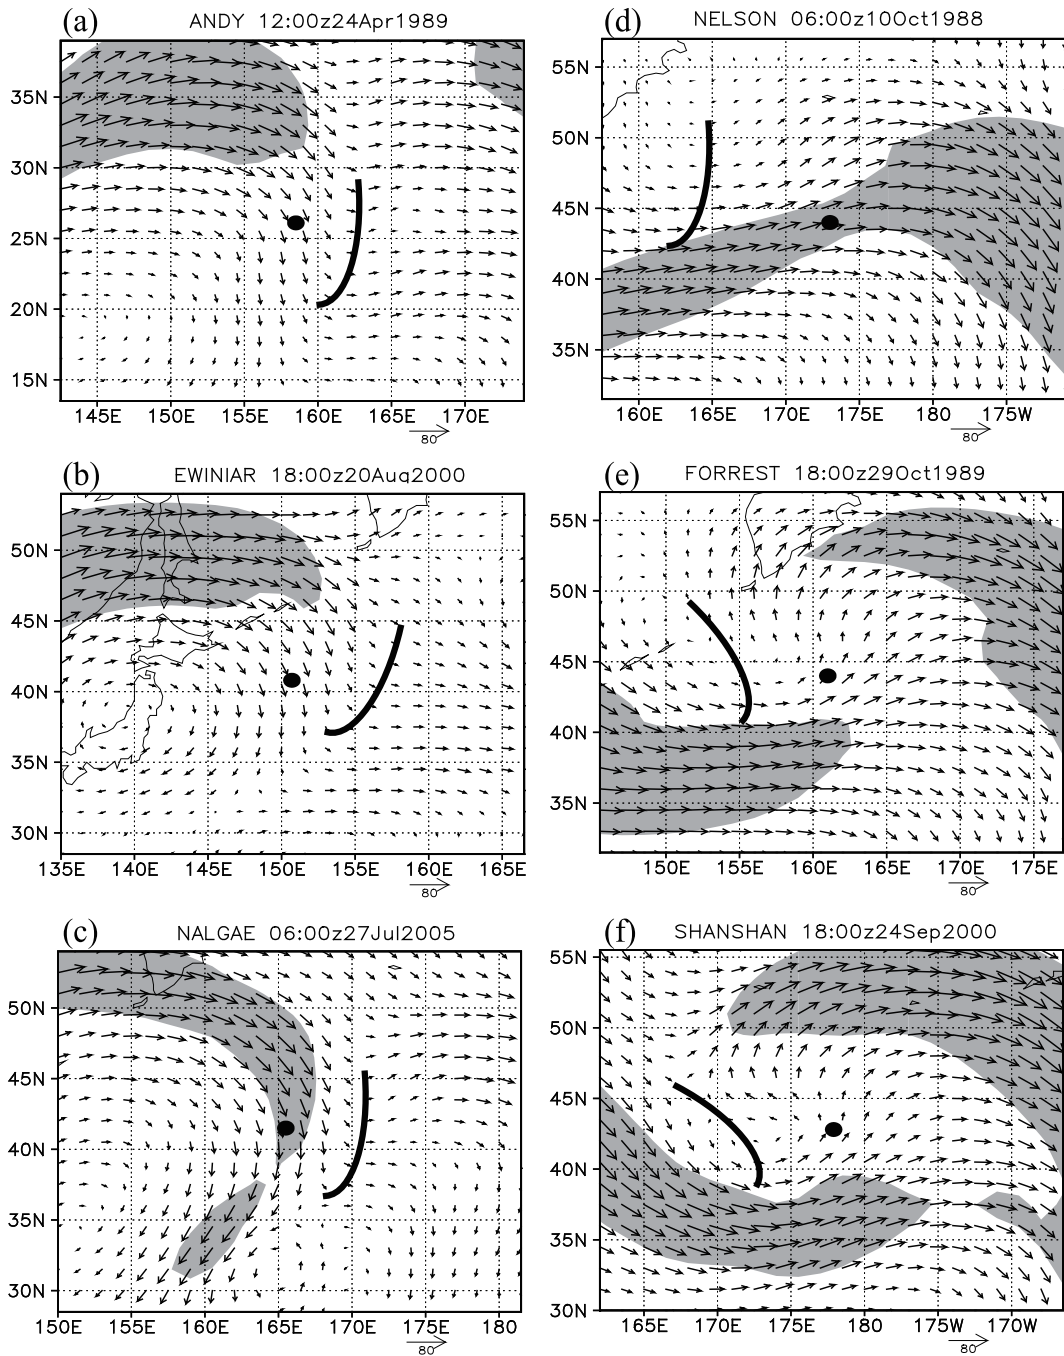 (a) ANDY 12:00z24Apr1989
35N
30N
25N
20N
15N
145E 150E 155E 160E 165E 170E
80
(d) NELSON 06:00z10Oct1988
55N
50N
45N
40N
35N
160E 165E 170E 175E 180 175W
80
(b) EWINIAR 18:00z20Aug2000
50N
45N
40N
35N
30N
135E 140E 145E 150E 155E 160E 165E
80
(e) FORREST 18:00z29Oct1989
55N
50N
45N
40N
35N
150E 155E 160E 165E 170E 175E
80
(c) NALGAE 06:00z27Jul2005
50N
45N
40N
35N
30N
150E 155E 160E 165E 170E 175E 180
80
(f) SHANSHAN 18:00z24Sep2000
55N
50N
45N
40N
35N
30N
165E 170E 175E 180 175W 170W
80